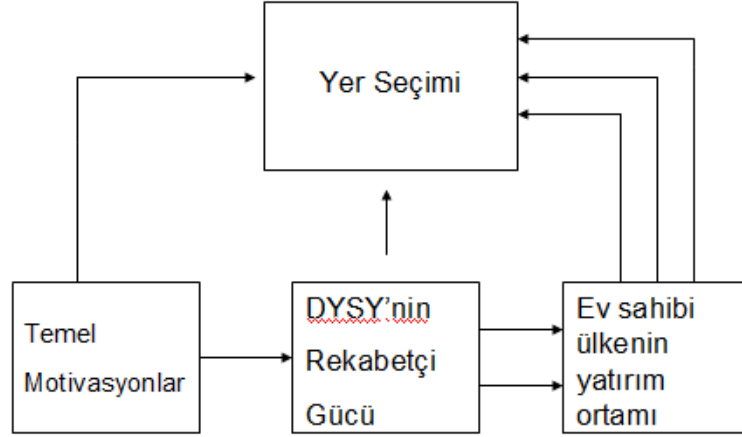 Yer Seçimi
Temel
Motivasyonlar
DYSY'nin
Rekabetçi
Gücü
Ev sahibi
ülkenin
yatırım
ortamı